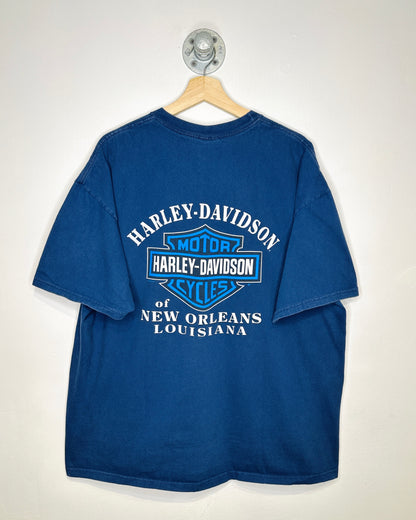 HARLEY-DAVIDSON
MOTOR
HARLEY-DAVIDSON
CYCLES
of
NEW ORLEANS
LOUISIANA